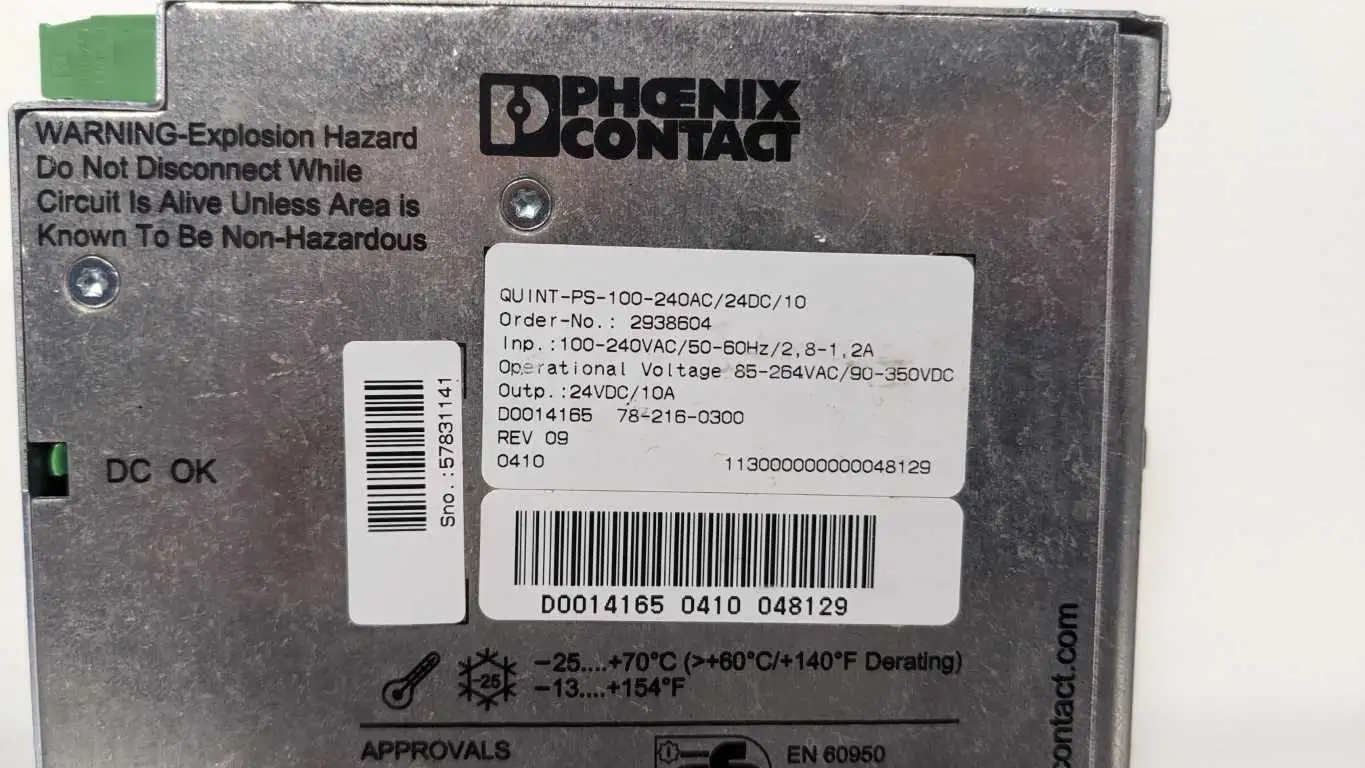 PHŒNIX
CONTACT
WARNING-Explosion Hazard
Do Not Disconnect While
Circuit Is Alive Unless Area is
Known To Be Non-Hazardous
QUINT-PS-100-240AC/24DC/10
Order-No.: 2938604
Inp.:100-240VAC/50-60Hz/2,8-1,2A
Operational Voltage 85-264VAC/90-350VDC
Outp.:24VDC/10A
D0014165 78-216-0300
REV 09
0410 113000000000048129
Sno.:57831141
DC OK
D0014165 0410 048129
-25
–25....+70°C (>+60°C/+140°F Derating)
–13....+154°F
contact.com
APPROVALS
EN 60950